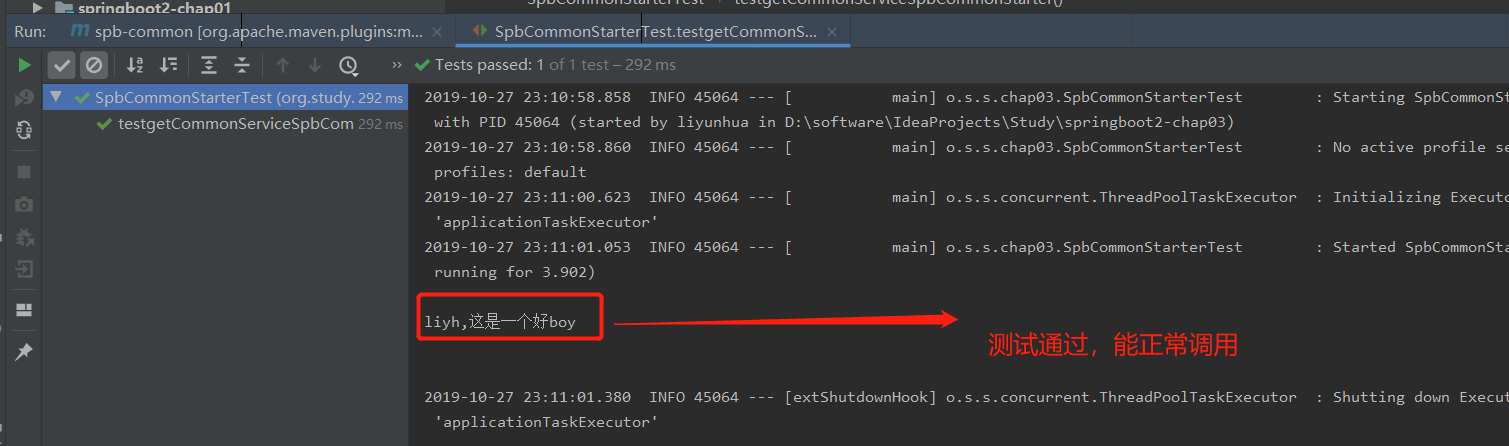 springboot2-chap01
SpbCommonStarterTest
testgetCommonServiceSpbCommonStarter()
Run:
spb-common [org.apache.maven.plugins:m...
SpbCommonStarterTest.testgetCommonS...
Tests passed: 1 of 1 test – 292 ms
SpbCommonStarterTest (org.study. 292 ms
testgetCommonServiceSpbCom 292 ms
2019-10-27 23:10:58.858  INFO 45064 --- [           main] o.s.s.chap03.SpbCommonStarterTest        : Starting SpbCommonSt
with PID 45064 (started by liyunhua in D:\software\IdeaProjects\Study\springboot2-chap03)
2019-10-27 23:10:58.860  INFO 45064 --- [           main] o.s.s.chap03.SpbCommonStarterTest        : No active profile se
profiles: default
2019-10-27 23:11:00.623  INFO 45064 --- [           main] o.s.s.concurrent.ThreadPoolTaskExecutor  : Initializing Executo
'applicationTaskExecutor'
2019-10-27 23:11:01.053  INFO 45064 --- [           main] o.s.s.chap03.SpbCommonStarterTest        : Started SpbCommonSta
running for 3.902)
liyh,这是一个好boy
测试通过，能正常调用
2019-10-27 23:11:01.380  INFO 45064 --- [extShutdownHook] o.s.s.concurrent.ThreadPoolTaskExecutor  : Shutting down Execut
'applicationTaskExecutor'